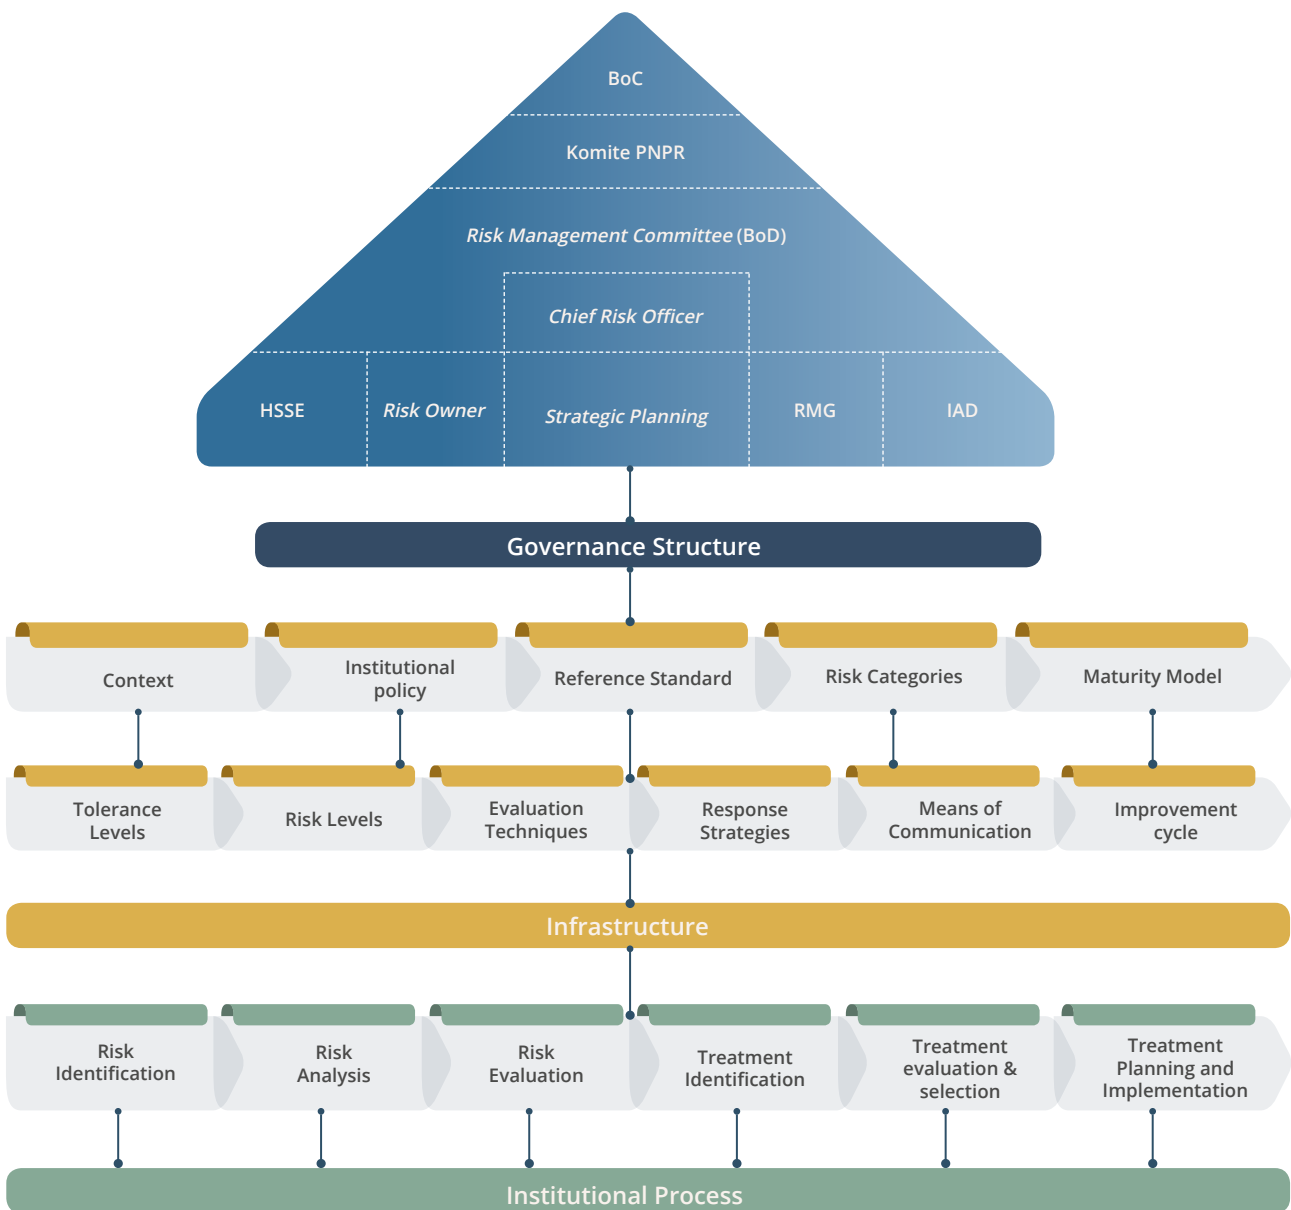 BoC
Komite PNPR
Risk Management Committee (BoD)
Chief Risk Officer
HSSE
Risk Owner
Strategic Planning
RMG
IAD
Governance Structure
Context
Institutional
policy
Reference Standard
Risk Categories
Maturity Model
Tolerance
Levels
Risk Levels
Evaluation
Techniques
Response
Strategies
Means of
Communication
Improvement
cycle
Infrastructure
Risk
Identification
Risk
Analysis
Risk
Evaluation
Treatment
Identification
Treatment
evaluation &
selection
Treatment
Planning and
Implementation
Institutional Process